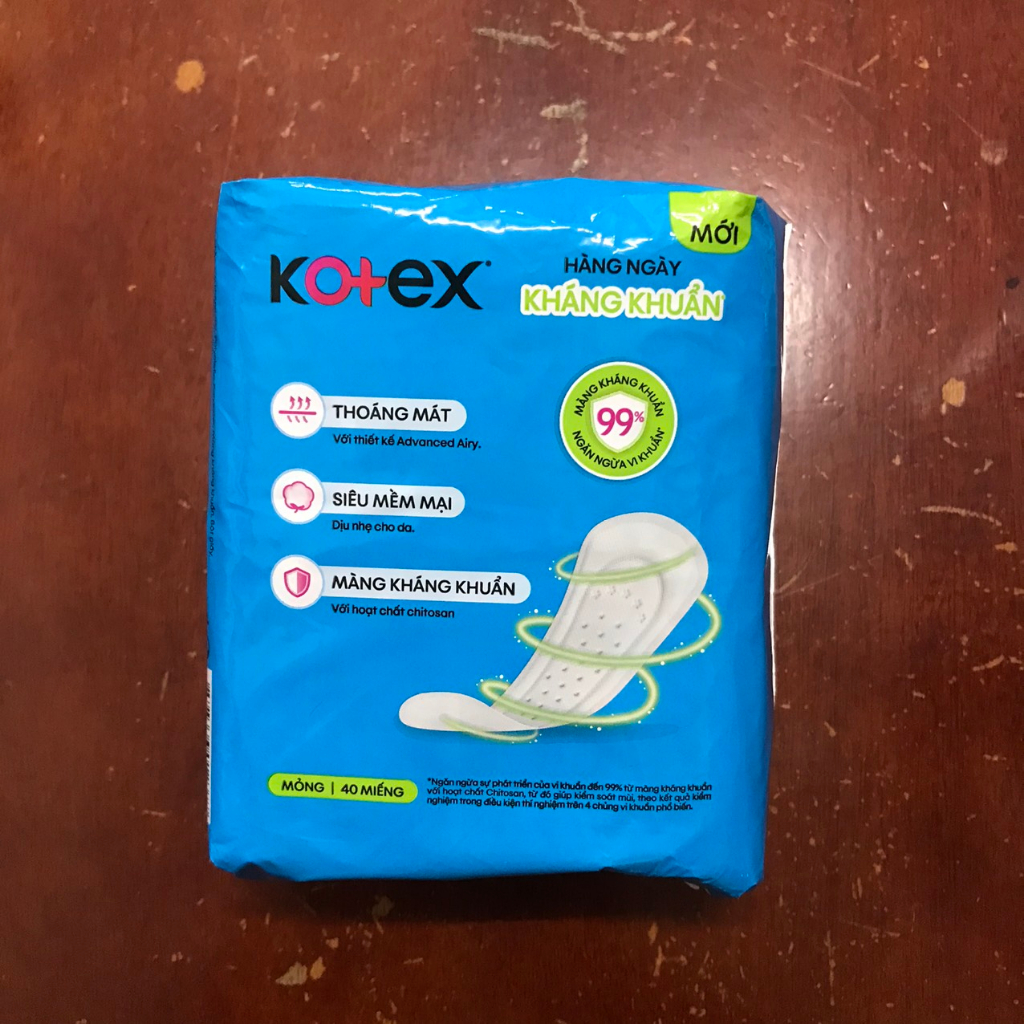 MỚI
Kotex
HÀNG NGÀY
KHÁNG KHUẨN
MÀNG KHÁNG KHUẨN
99%
NGĂN NGỪA VI KHUẨN*
THOÁNG MÁT
Với thiết kế Advanced Airy.
SIÊU MỀM MẠI
Dịu nhẹ cho da.
MÀNG KHÁNG KHUẨN
Với hoạt chất chitosan
MỎNG | 40 MIẾNG
*Ngăn ngừa sự phát triển của vi khuẩn đến 99% từ màng kháng khuẩn
với hoạt chất Chitosan, từ đó giúp kiểm soát mùi, theo kết quả kiểm
nghiệm trong điều kiện thí nghiệm trên 4 chủng vi khuẩn phổ biến.